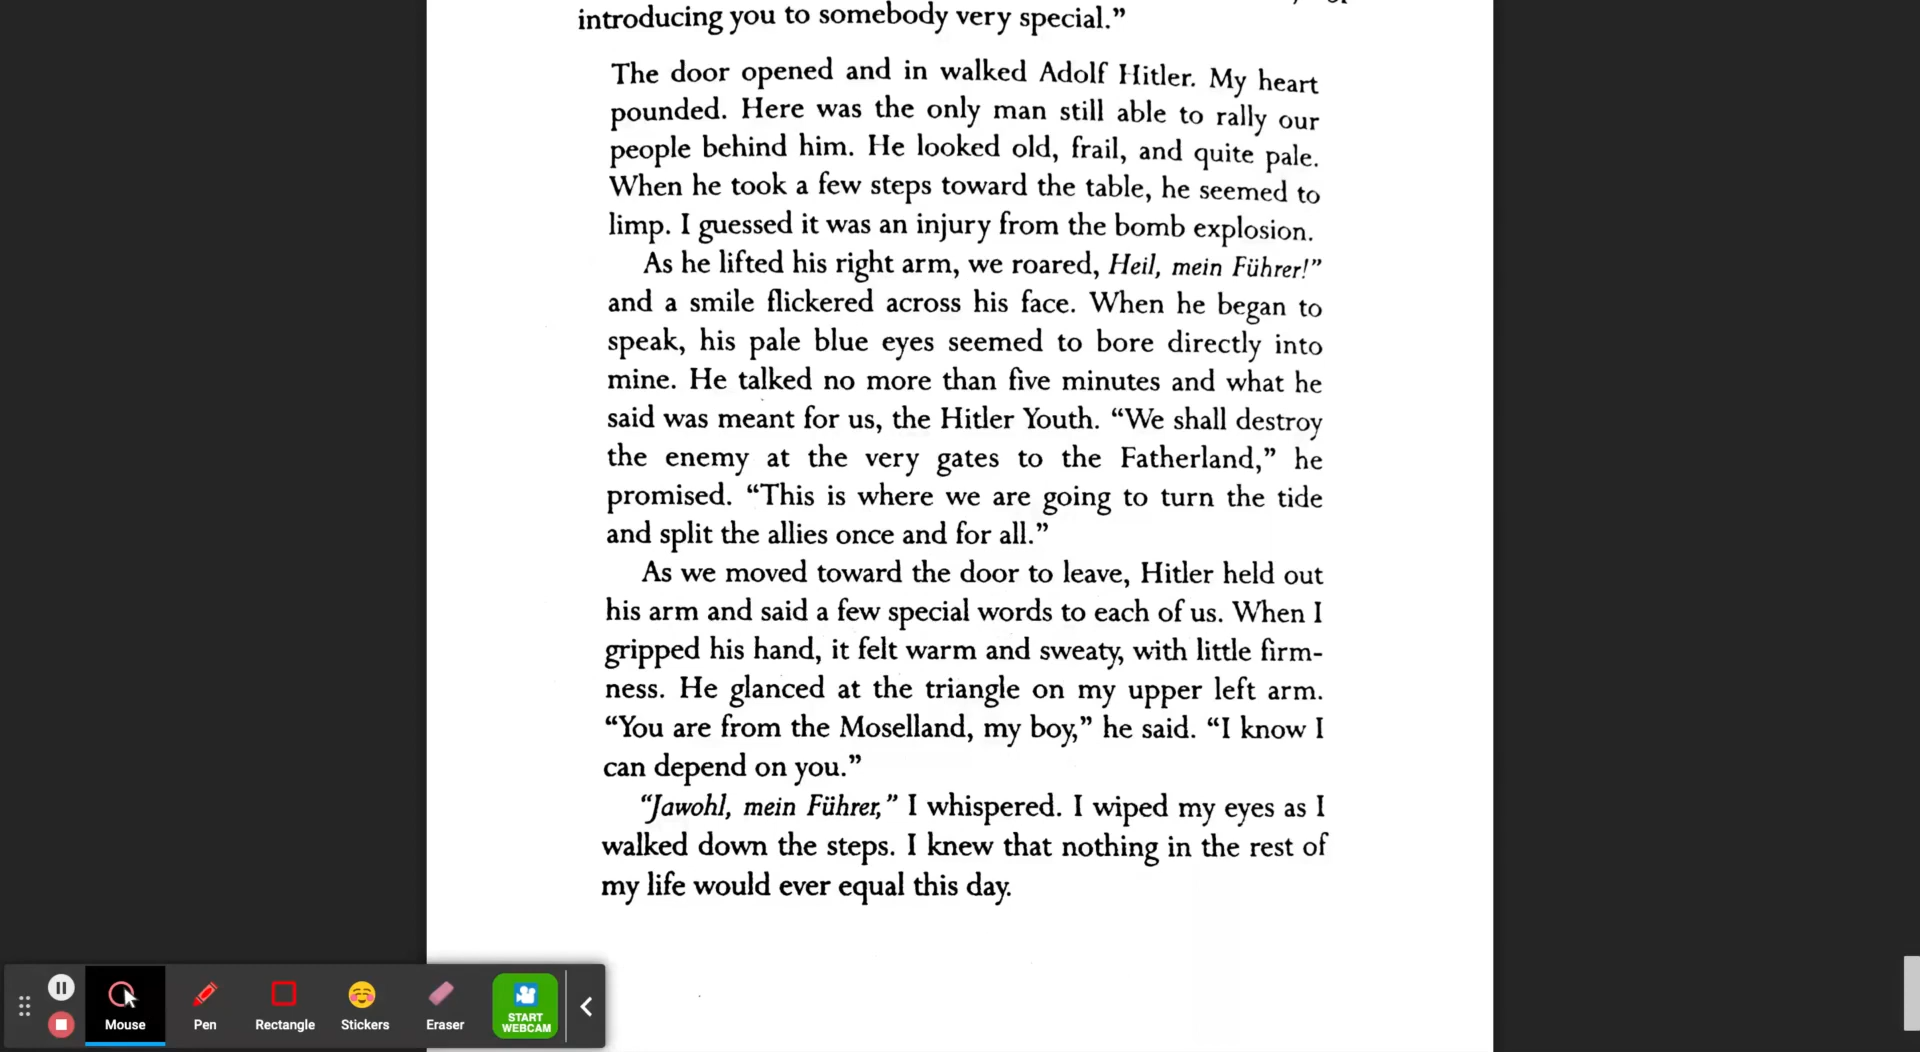 introducing you to somebody very special.”
The door opened and in walked Adolf Hitler. My heart
pounded. Here was the only man still able to rally our
people behind him. He looked old, frail, and quite pale.
When he took a few steps toward the table, he seemed to
limp. I guessed it was an injury from the bomb explosion.
As he lifted his right arm, we roared, Heil, mein Führer!”
and a smile flickered across his face. When he began to
speak, his pale blue eyes seemed to bore directly into
mine. He talked no more than five minutes and what he
said was meant for us, the Hitler Youth. “We shall destroy
the enemy at the very gates to the Fatherland,” he
promised. “This is where we are going to turn the tide
and split the allies once and for all.”
As we moved toward the door to leave, Hitler held out
his arm and said a few special words to each of us. When I
gripped his hand, it felt warm and sweaty, with little firm-
ness. He glanced at the triangle on my upper left arm.
“You are from the Moselland, my boy,” he said. “I know I
can depend on you.”
“Jawohl, mein Führer,” I whispered. I wiped my eyes as I
walked down the steps. I knew that nothing in the rest of
my life would ever equal this day.
Mouse
Pen
Rectangle
Stickers
Eraser
START
WEBCAM